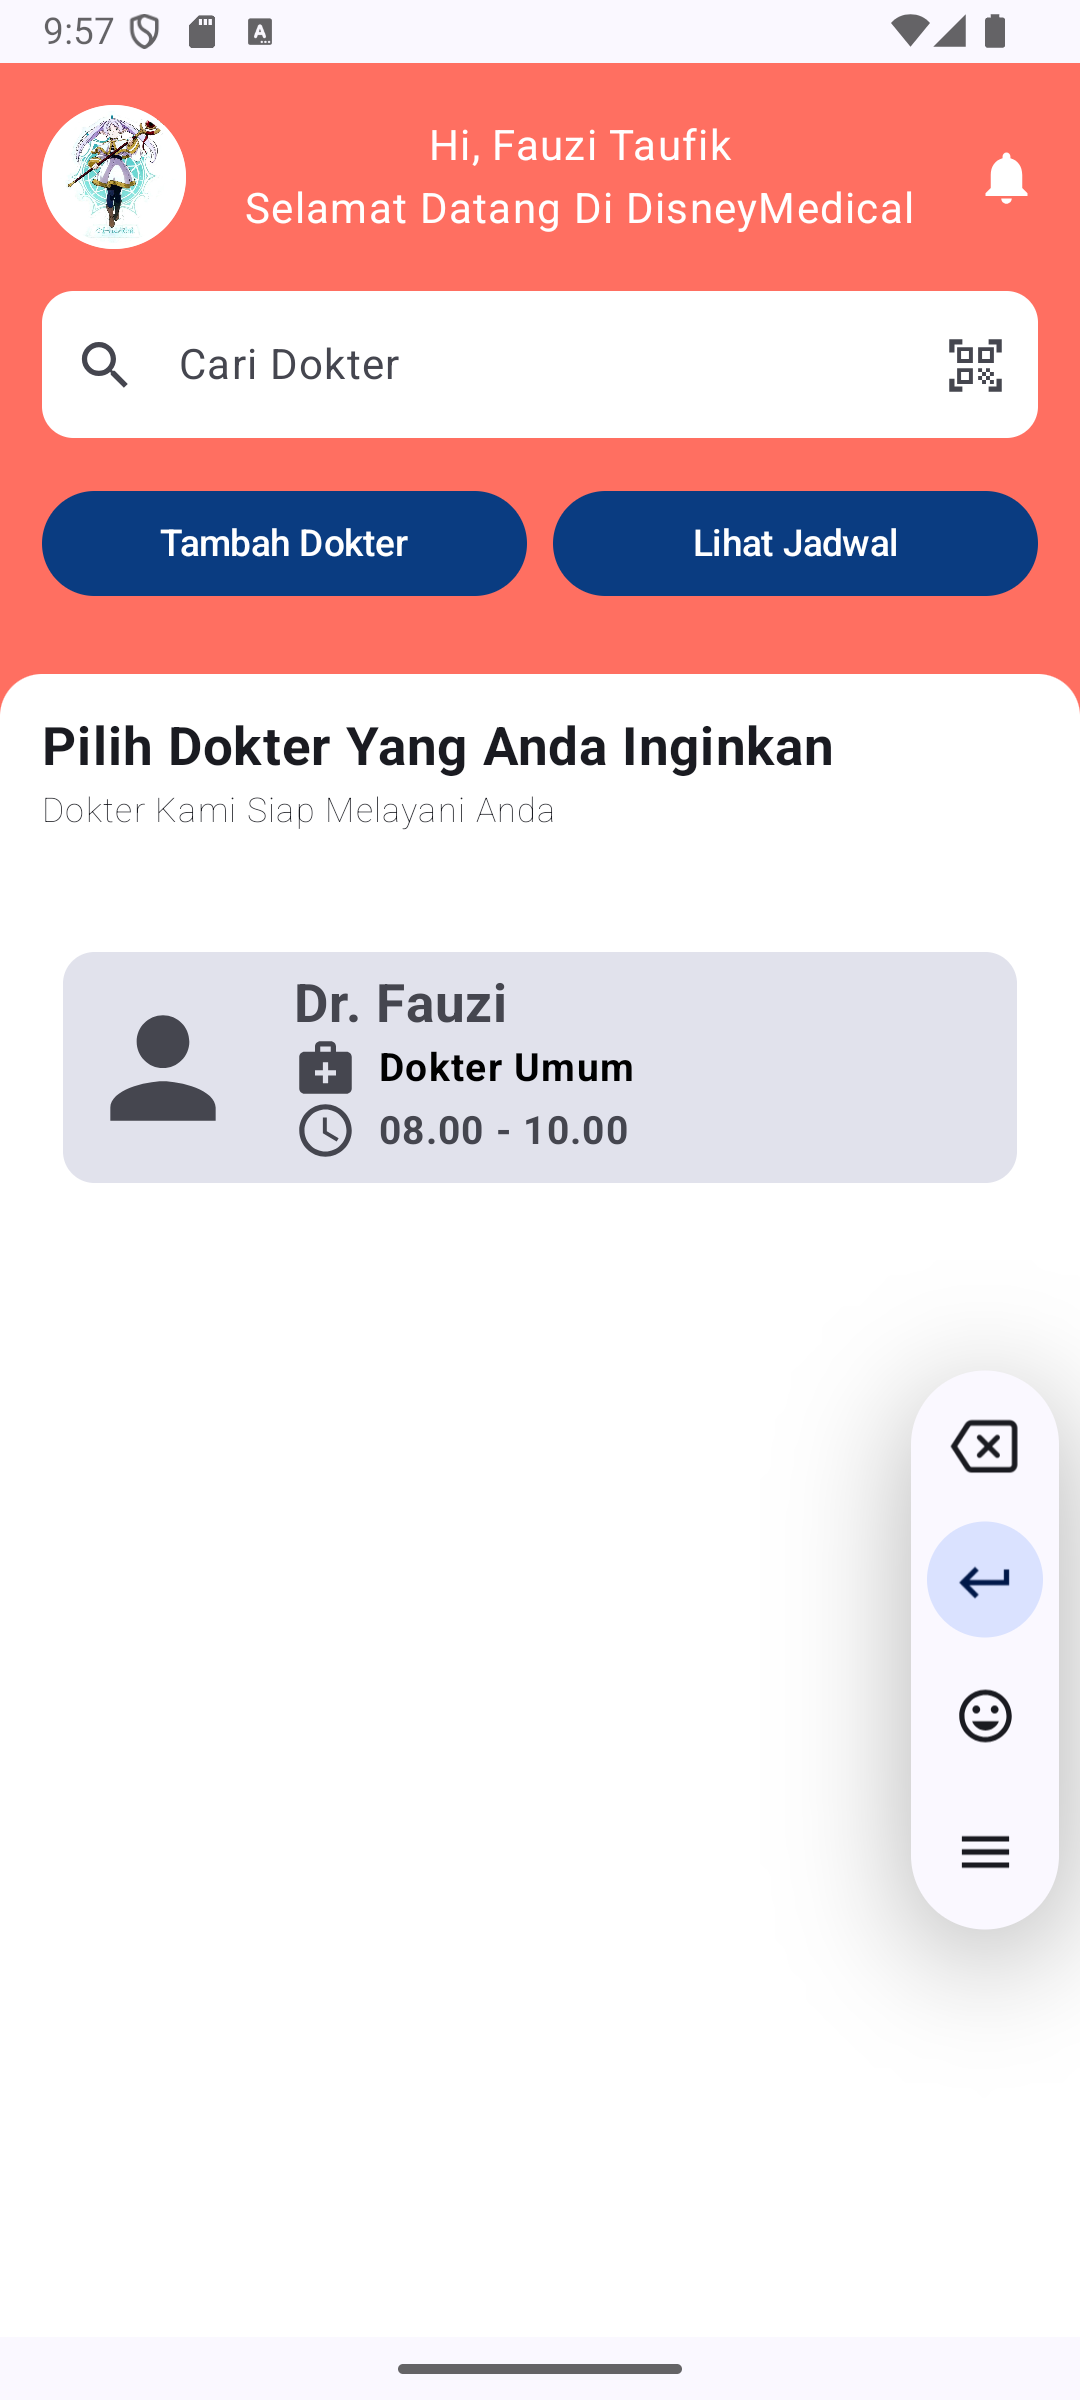 9:57
Hi, Fauzi Taufik
Selamat Datang Di DisneyMedical
Cari Dokter
Tambah Dokter
Lihat Jadwal
Pilih Dokter Yang Anda Inginkan
Dokter Kami Siap Melayani Anda
Dr. Fauzi
Dokter Umum
08.00 - 10.00